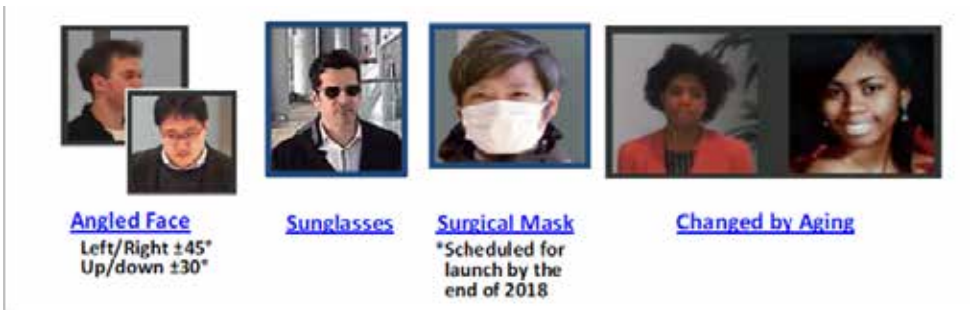 Angled Face
Left/Right ±45°
Up/down ±30°
Sunglasses
Surgical Mask
*Scheduled for
launch by the
end of 2018
Changed by Aging